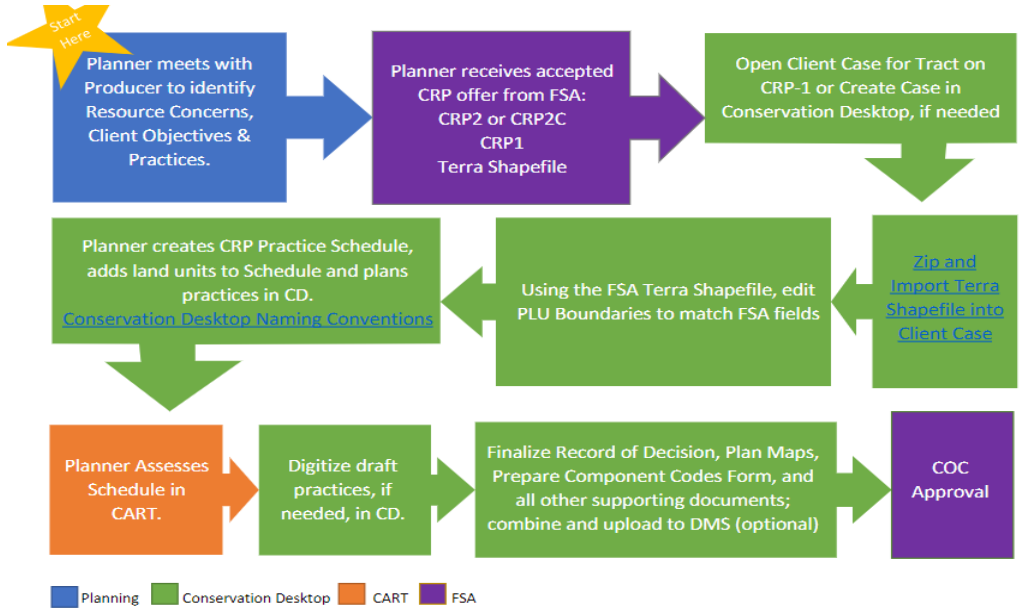 Start
Here
Planner meets with
Producer to identify
Resource Concerns,
Client Objectives &
Practices.
Planner receives accepted
CRP offer from FSA:
CRP2 or CRP2C
CRP1
Terra Shapefile
Open Client Case for Tract on
CRP-1 or Create Case in
Conservation Desktop, if needed
Zip and
Import Terra
Shapefile into
Client Case
Using the FSA Terra Shapefile, edit
PLU Boundaries to match FSA fields
Planner creates CRP Practice Schedule,
adds land units to Schedule and plans
practices in CD.
Conservation Desktop Naming Conventions
Planner Assesses
Schedule in
CART.
Digitize draft
practices, if
needed, in CD.
Finalize Record of Decision, Plan Maps,
Prepare Component Codes Form, and
all other supporting documents;
combine and upload to DMS (optional)
COC
Approval
Planning
Conservation Desktop
CART
FSA